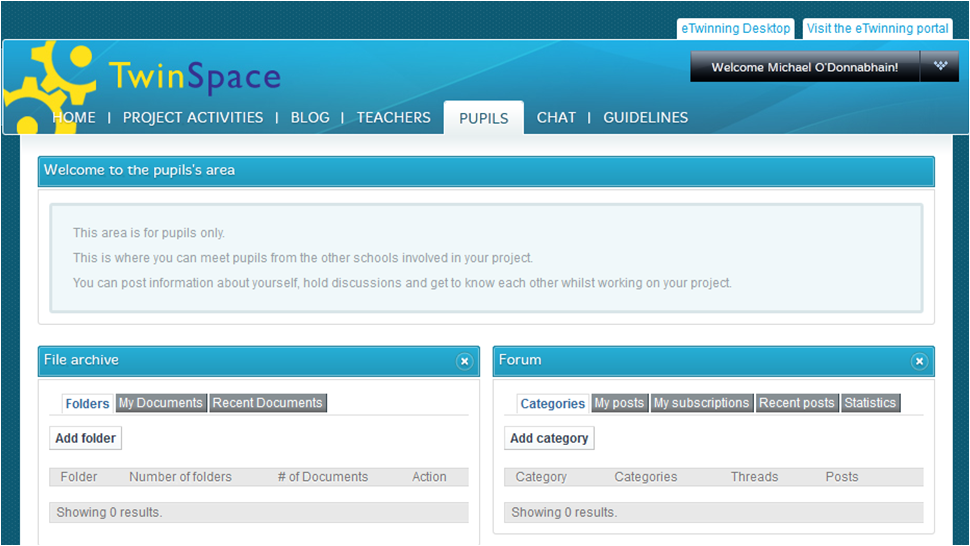 eTwinning Desktop Visit the eTwinning portal
TwinSpace
Welcome Michael O'Donnabhain!
HOME | PROJECT ACTIVITIES | BLOG | TEACHERS PUPILS CHAT | GUIDELINES
Welcome to the pupils's area
This area is for pupils only.
This is where you can meet pupils from the other schools involved in your project.
You can post information about yourself, hold discussions and get to know each other whilst working on your project.
File archive
Folders My Documents Recent Documents
Add folder
Folder Number of folders # of Documents Action
Showing 0 results.
Forum
Categories My posts My subscriptions Recent posts Statistics
Add category
Category Categories Threads Posts
Showing 0 results.